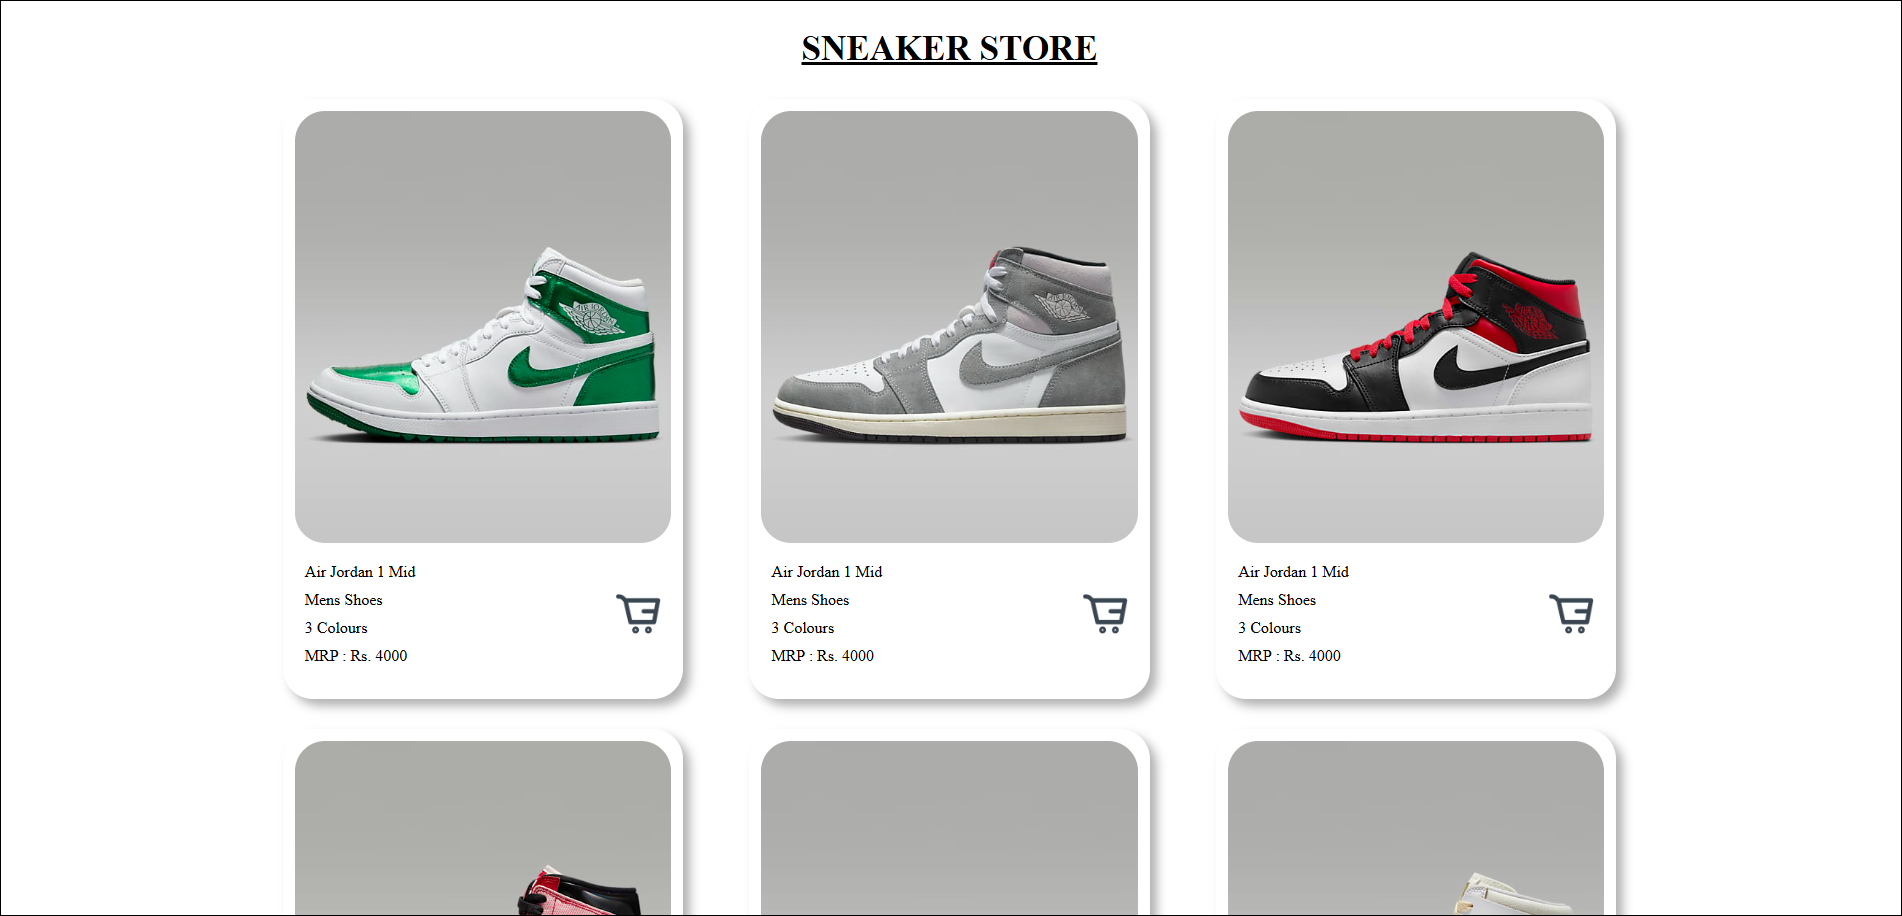 SNEAKER STORE
Air Jordan 1 Mid
Mens Shoes
3 Colours
MRP : Rs. 4000
Air Jordan 1 Mid
Mens Shoes
3 Colours
MRP : Rs. 4000
Air Jordan 1 Mid
Mens Shoes
3 Colours
MRP : Rs. 4000